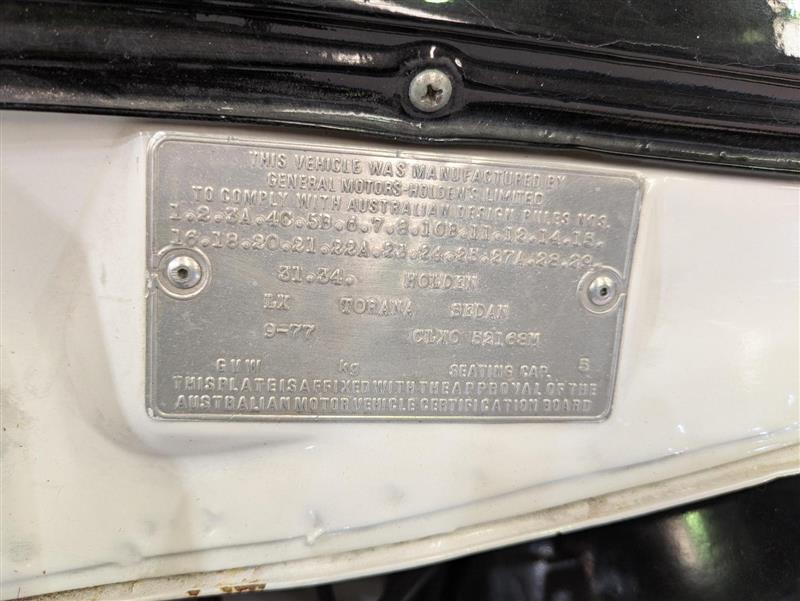 THIS VEHICLE WAS MANUFACTURED BY
GENERAL MOTORS-HOLDEN'S LIMITED
TO COMPLY WITH AUSTRALIAN DESIGN RULES NOS.
1.2.3A.4C.5B.6.7.8.10B.11.12.14.15.
16.18.20.21.22A.23.24.25.27A.28.29.
31.34. HOLDEN
LX TORANA SEDAN
9-77 CLXO 52168M
GVW kg SEATING CAP. 5
THIS PLATE IS AFFIXED WITH THE APPROVAL OF THE
AUSTRALIAN MOTOR VEHICLE CERTIFICATION BOARD